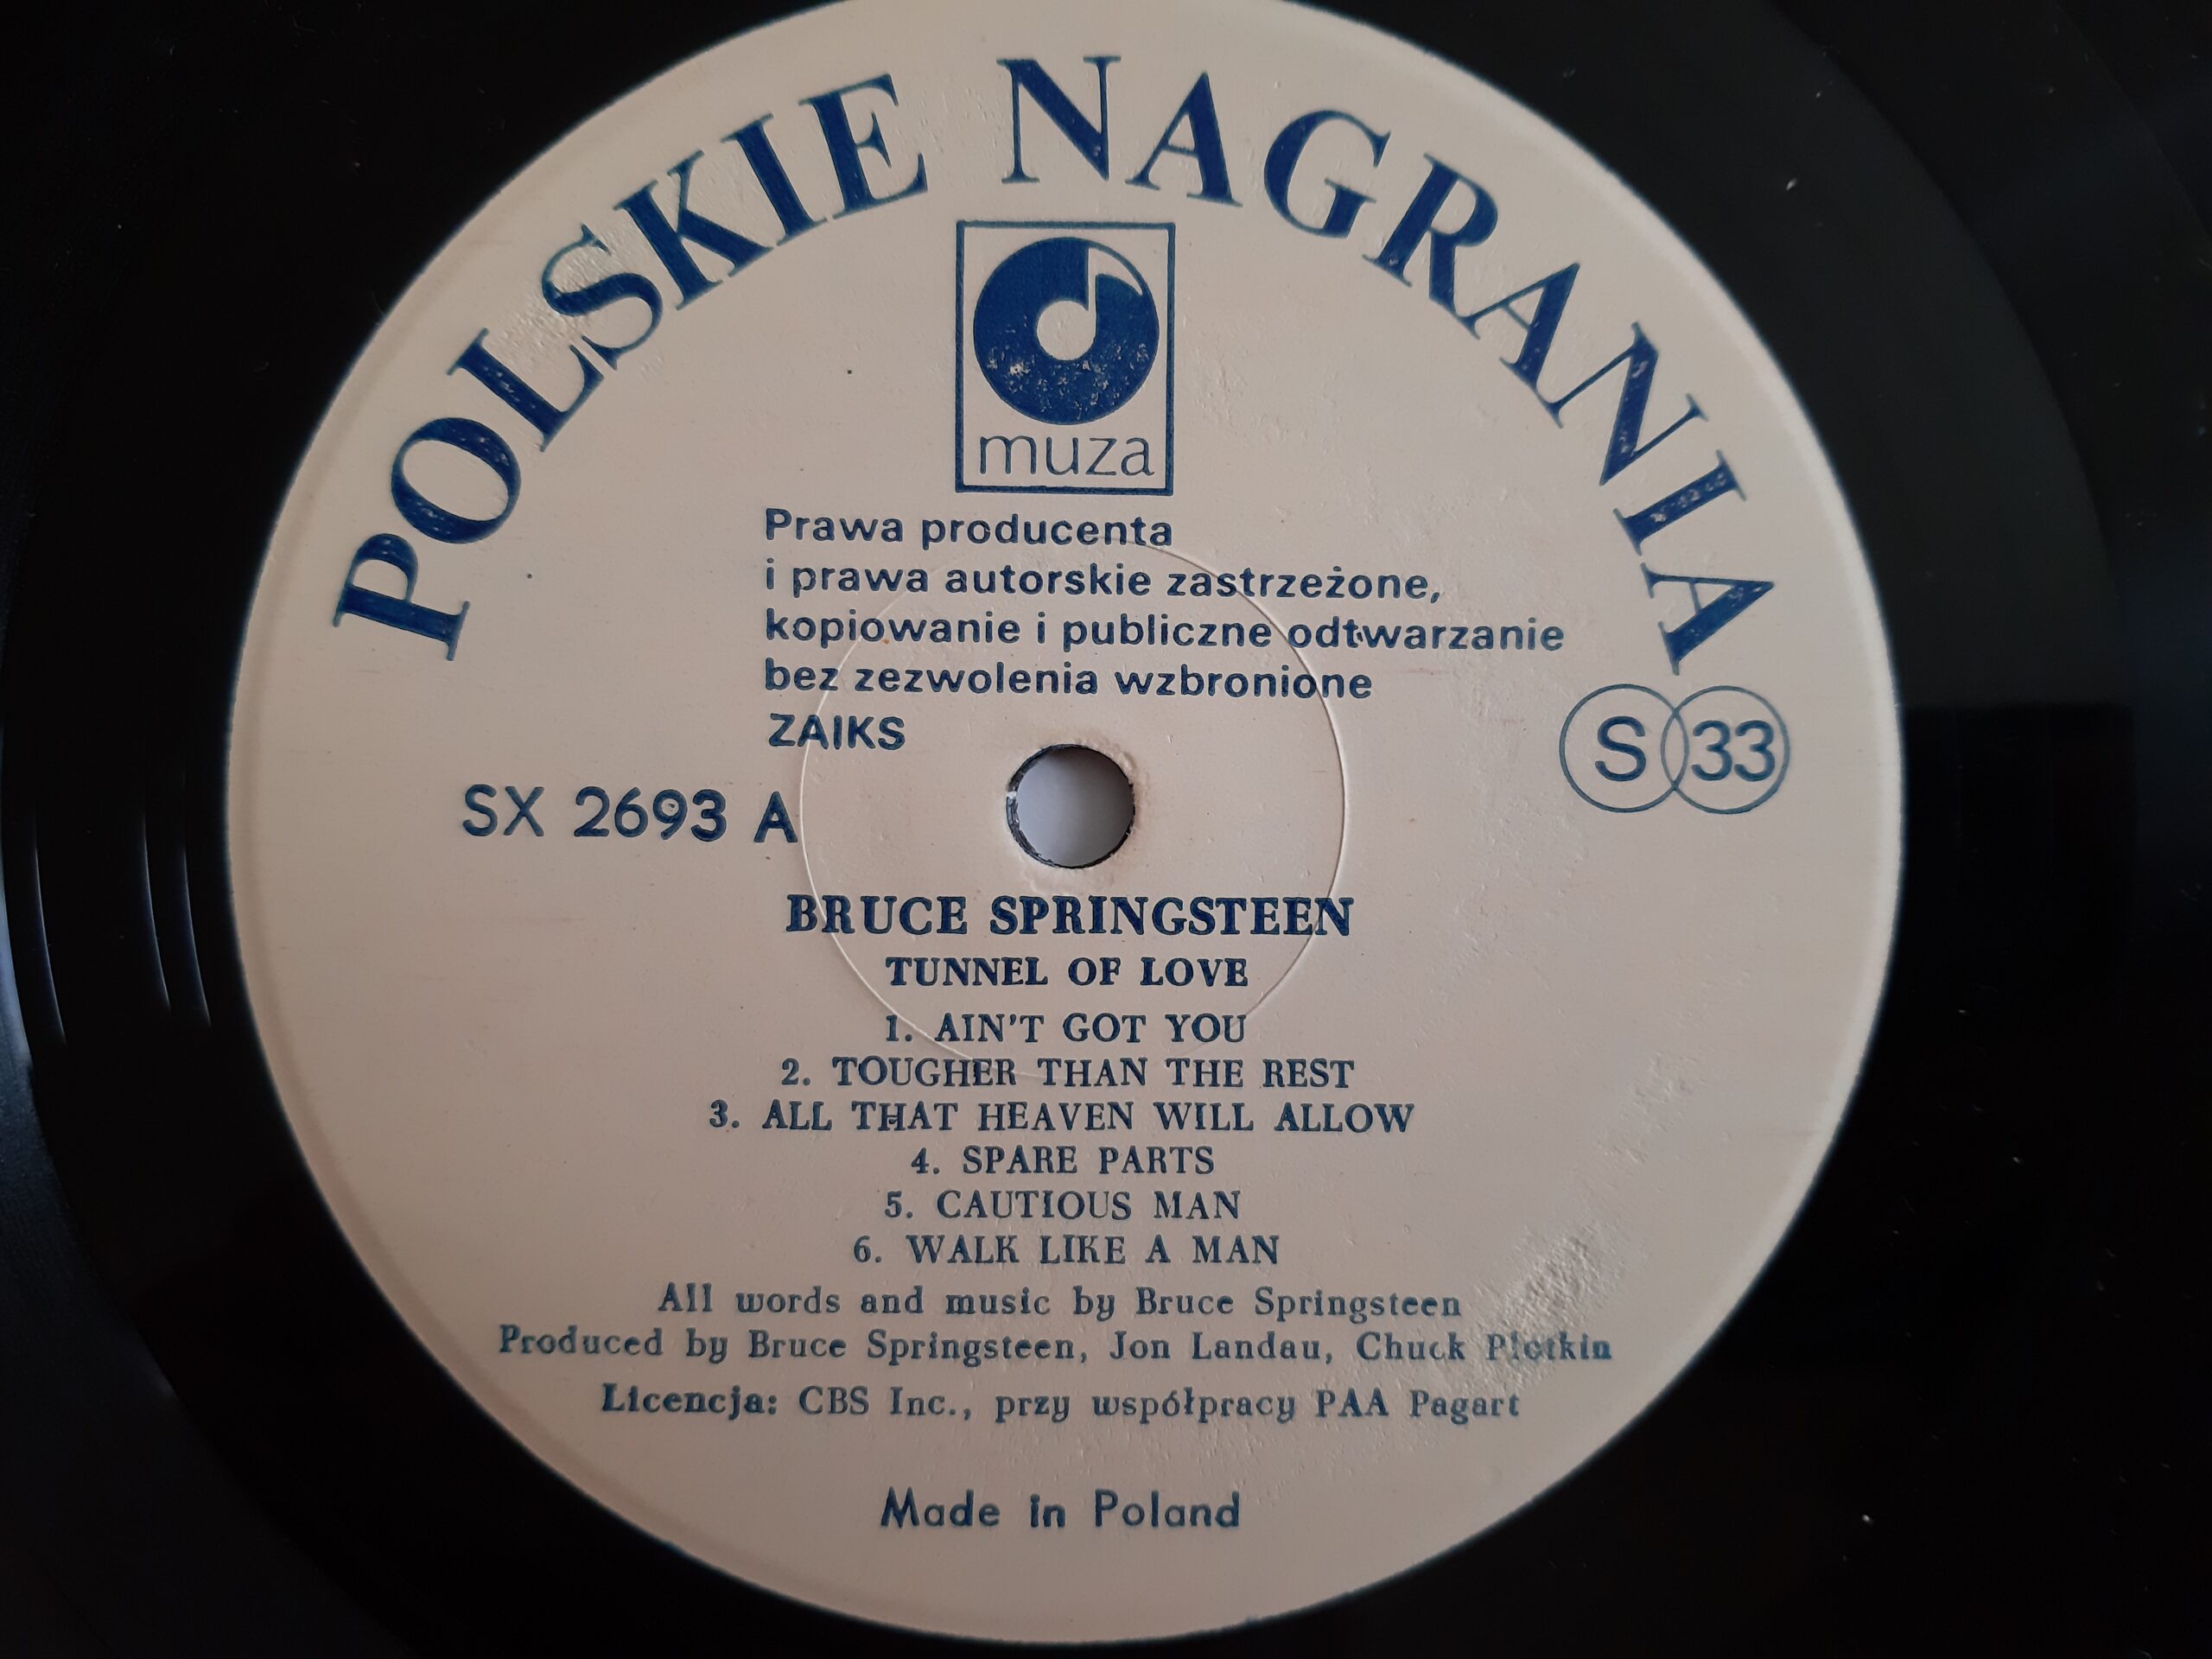 POLSKIE NAGRANIA
muza
Prawa producenta
i prawa autorskie zastrzeżone,
kopiowanie i publiczne odtwarzanie
bez zezwolenia wzbronione
ZAIKS
S 33
SX 2693 A
BRUCE SPRINGSTEEN
TUNNEL OF LOVE
1. AIN'T GOT YOU
2. TOUGHER THAN THE REST
3. ALL THAT HEAVEN WILL ALLOW
4. SPARE PARTS
5. CAUTIOUS MAN
6. WALK LIKE A MAN
All words and music by Bruce Springsteen
Produced by Bruce Springsteen, Jon Landau, Chuck Plotkin
Licencja: CBS Inc., przy współpracy PAA Pagart
Made in Poland